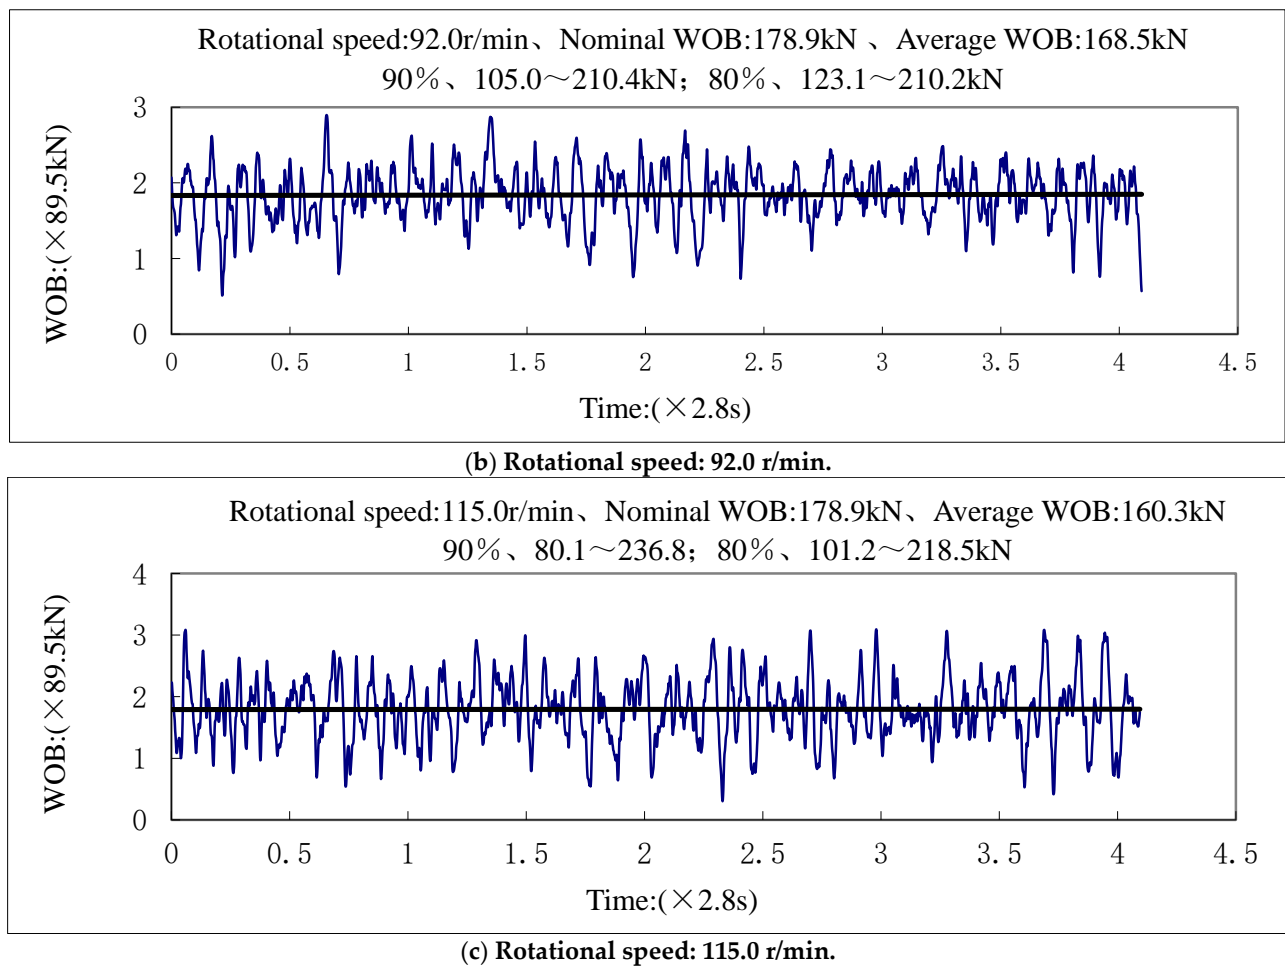 Rotational speed:92.0r/min、Nominal WOB:178.9kN 、Average WOB:168.5kN
90%、105.0～210.4kN；80%、123.1～210.2kN
WOB:(×89.5kN)
3
2
1
0
0 0.5 1 1.5 2 2.5 3 3.5 4 4.5
Time:(×2.8s)
(b) Rotational speed: 92.0 r/min.
Rotational speed:115.0r/min、Nominal WOB:178.9kN、Average WOB:160.3kN
90%、80.1～236.8；80%、101.2～218.5kN
WOB:(×89.5kN)
4
3
2
1
0
0 0.5 1 1.5 2 2.5 3 3.5 4 4.5
Time:(×2.8s)
(c) Rotational speed: 115.0 r/min.